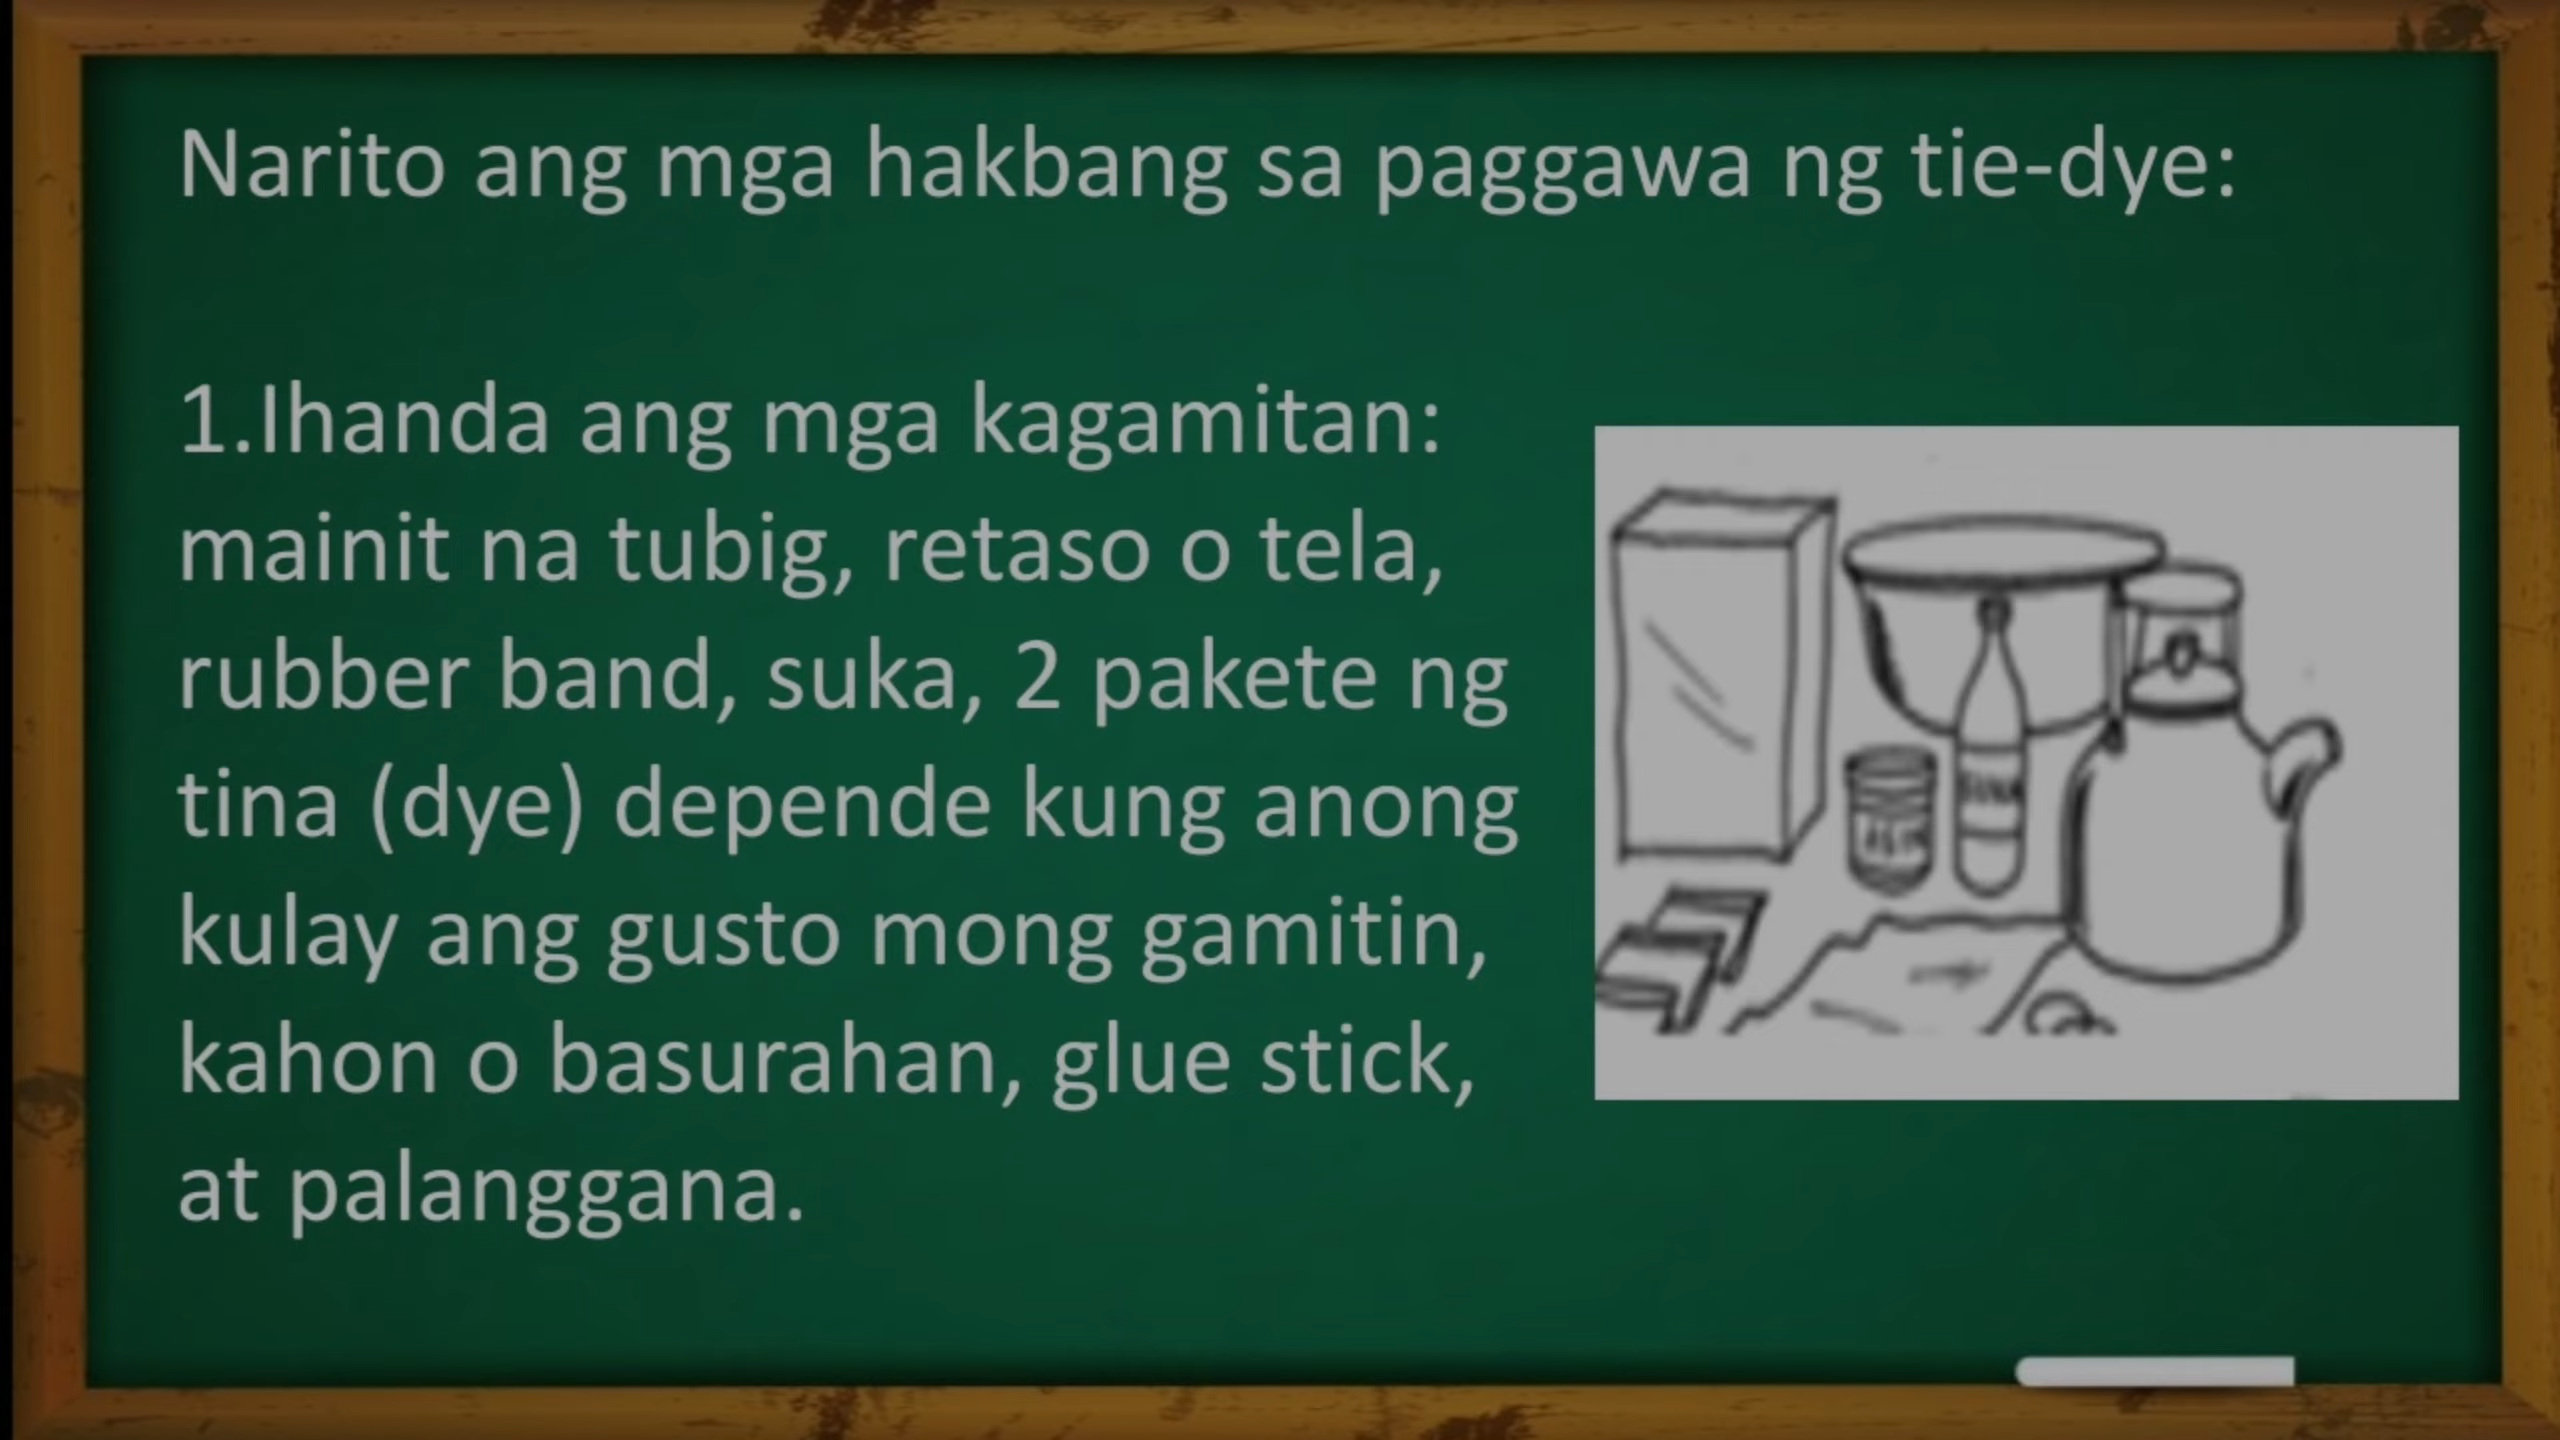 Narito ang mga hakbang sa paggawa ng tie-dye:
1.Ihanda ang mga kagamitan:
mainit na tubig, retaso o tela,
rubber band, suka, 2 pakete ng
tina (dye) depende kung anong
kulay ang gusto mong gamitin,
kahon o basurahan, glue stick,
at palanggana.